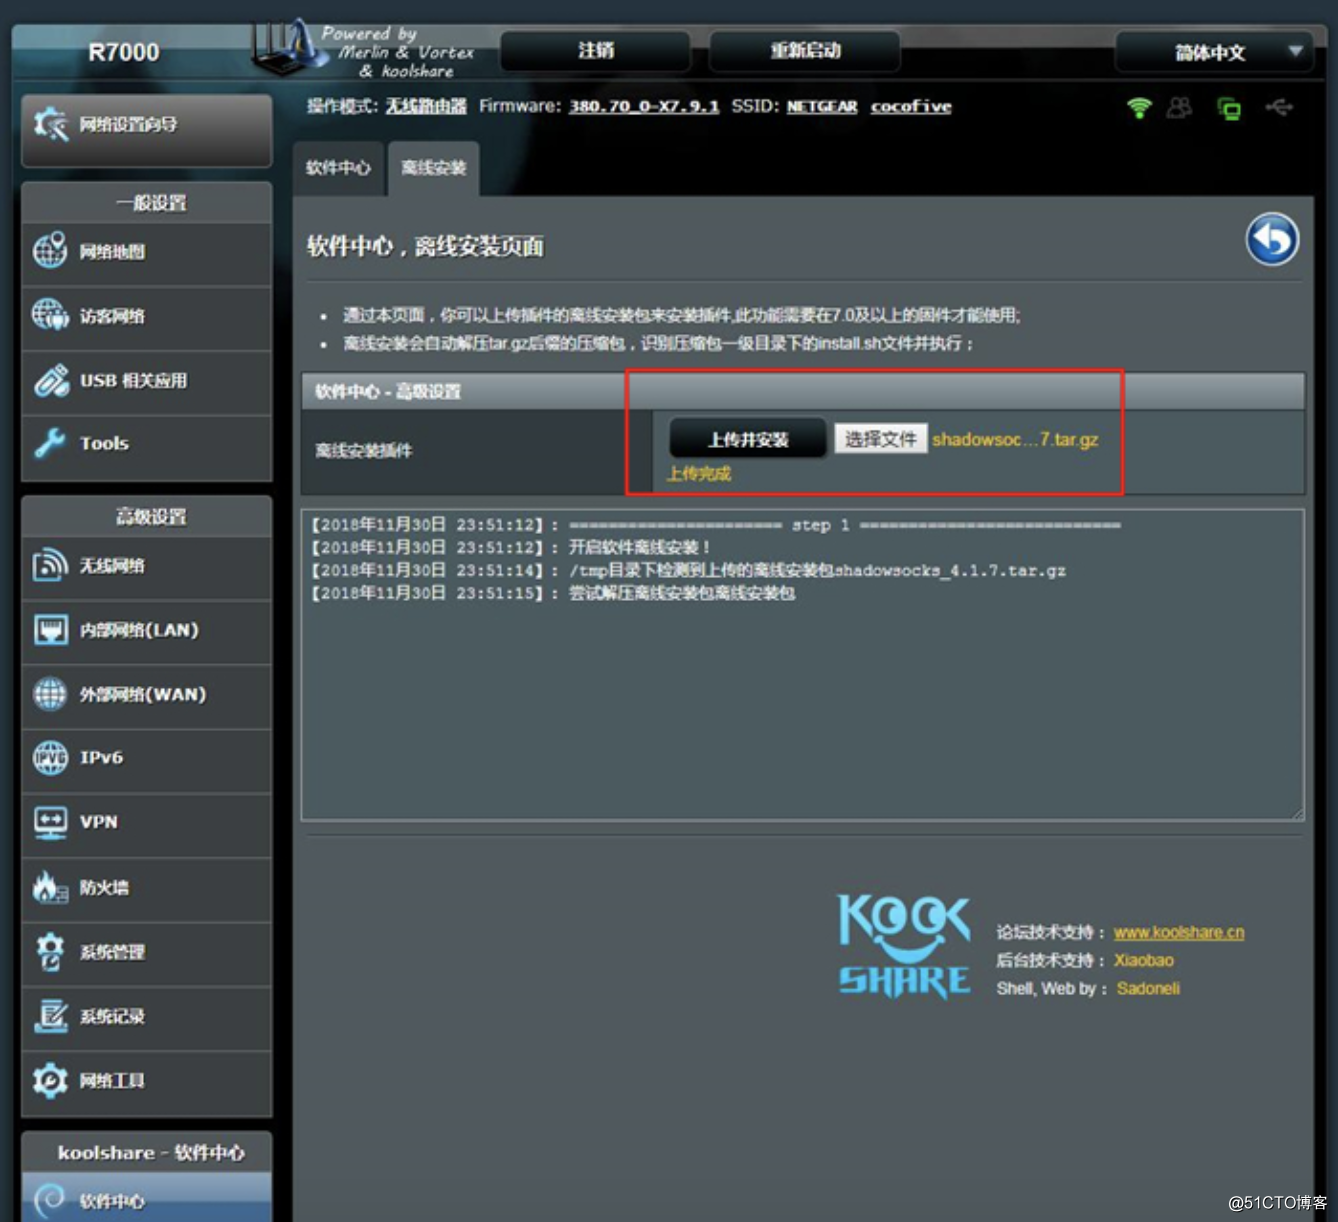 R7000
Powered by
Merlin & Vortex
& koolshare
注销
重新启动
简体中文
操作模式: 无线路由器 Firmware: 380.70_0-X7.9.1 SSID: NETGEAR cocofive
网络设置向导
一般设置
网络地图
访客网络
USB 相关应用
Tools
高级设置
无线网络
内部网络(LAN)
外部网络(WAN)
IPv6
VPN
防火墙
系统管理
系统记录
网络工具
koolshare - 软件中心
软件中心
软件中心
离线安装
软件中心，离线安装页面
• 通过本页面，你可以上传插件的离线安装包来安装插件,此功能需要在7.0及以上的固件才能使用;
• 离线安装会自动解压tar.gz后缀的压缩包，识别压缩包一级目录下的install.sh文件并执行；
软件中心 - 高级设置
离线安装插件
上传并安装
选择文件 shadowsoc...7.tar.gz
上传完成
【2018年11月30日 23:51:12】: ====================== step 1 ===========================
【2018年11月30日 23:51:12】: 开启软件离线安装！
【2018年11月30日 23:51:14】: /tmp目录下检测到上传的离线安装包shadowsocks_4.1.7.tar.gz
【2018年11月30日 23:51:15】: 尝试解压离线安装包离线安装包
KOOL
SHARE
论坛技术支持： www.koolshare.cn
后台技术支持： Xiaobao
Shell, Web by： Sadoneli
@51CTO博客